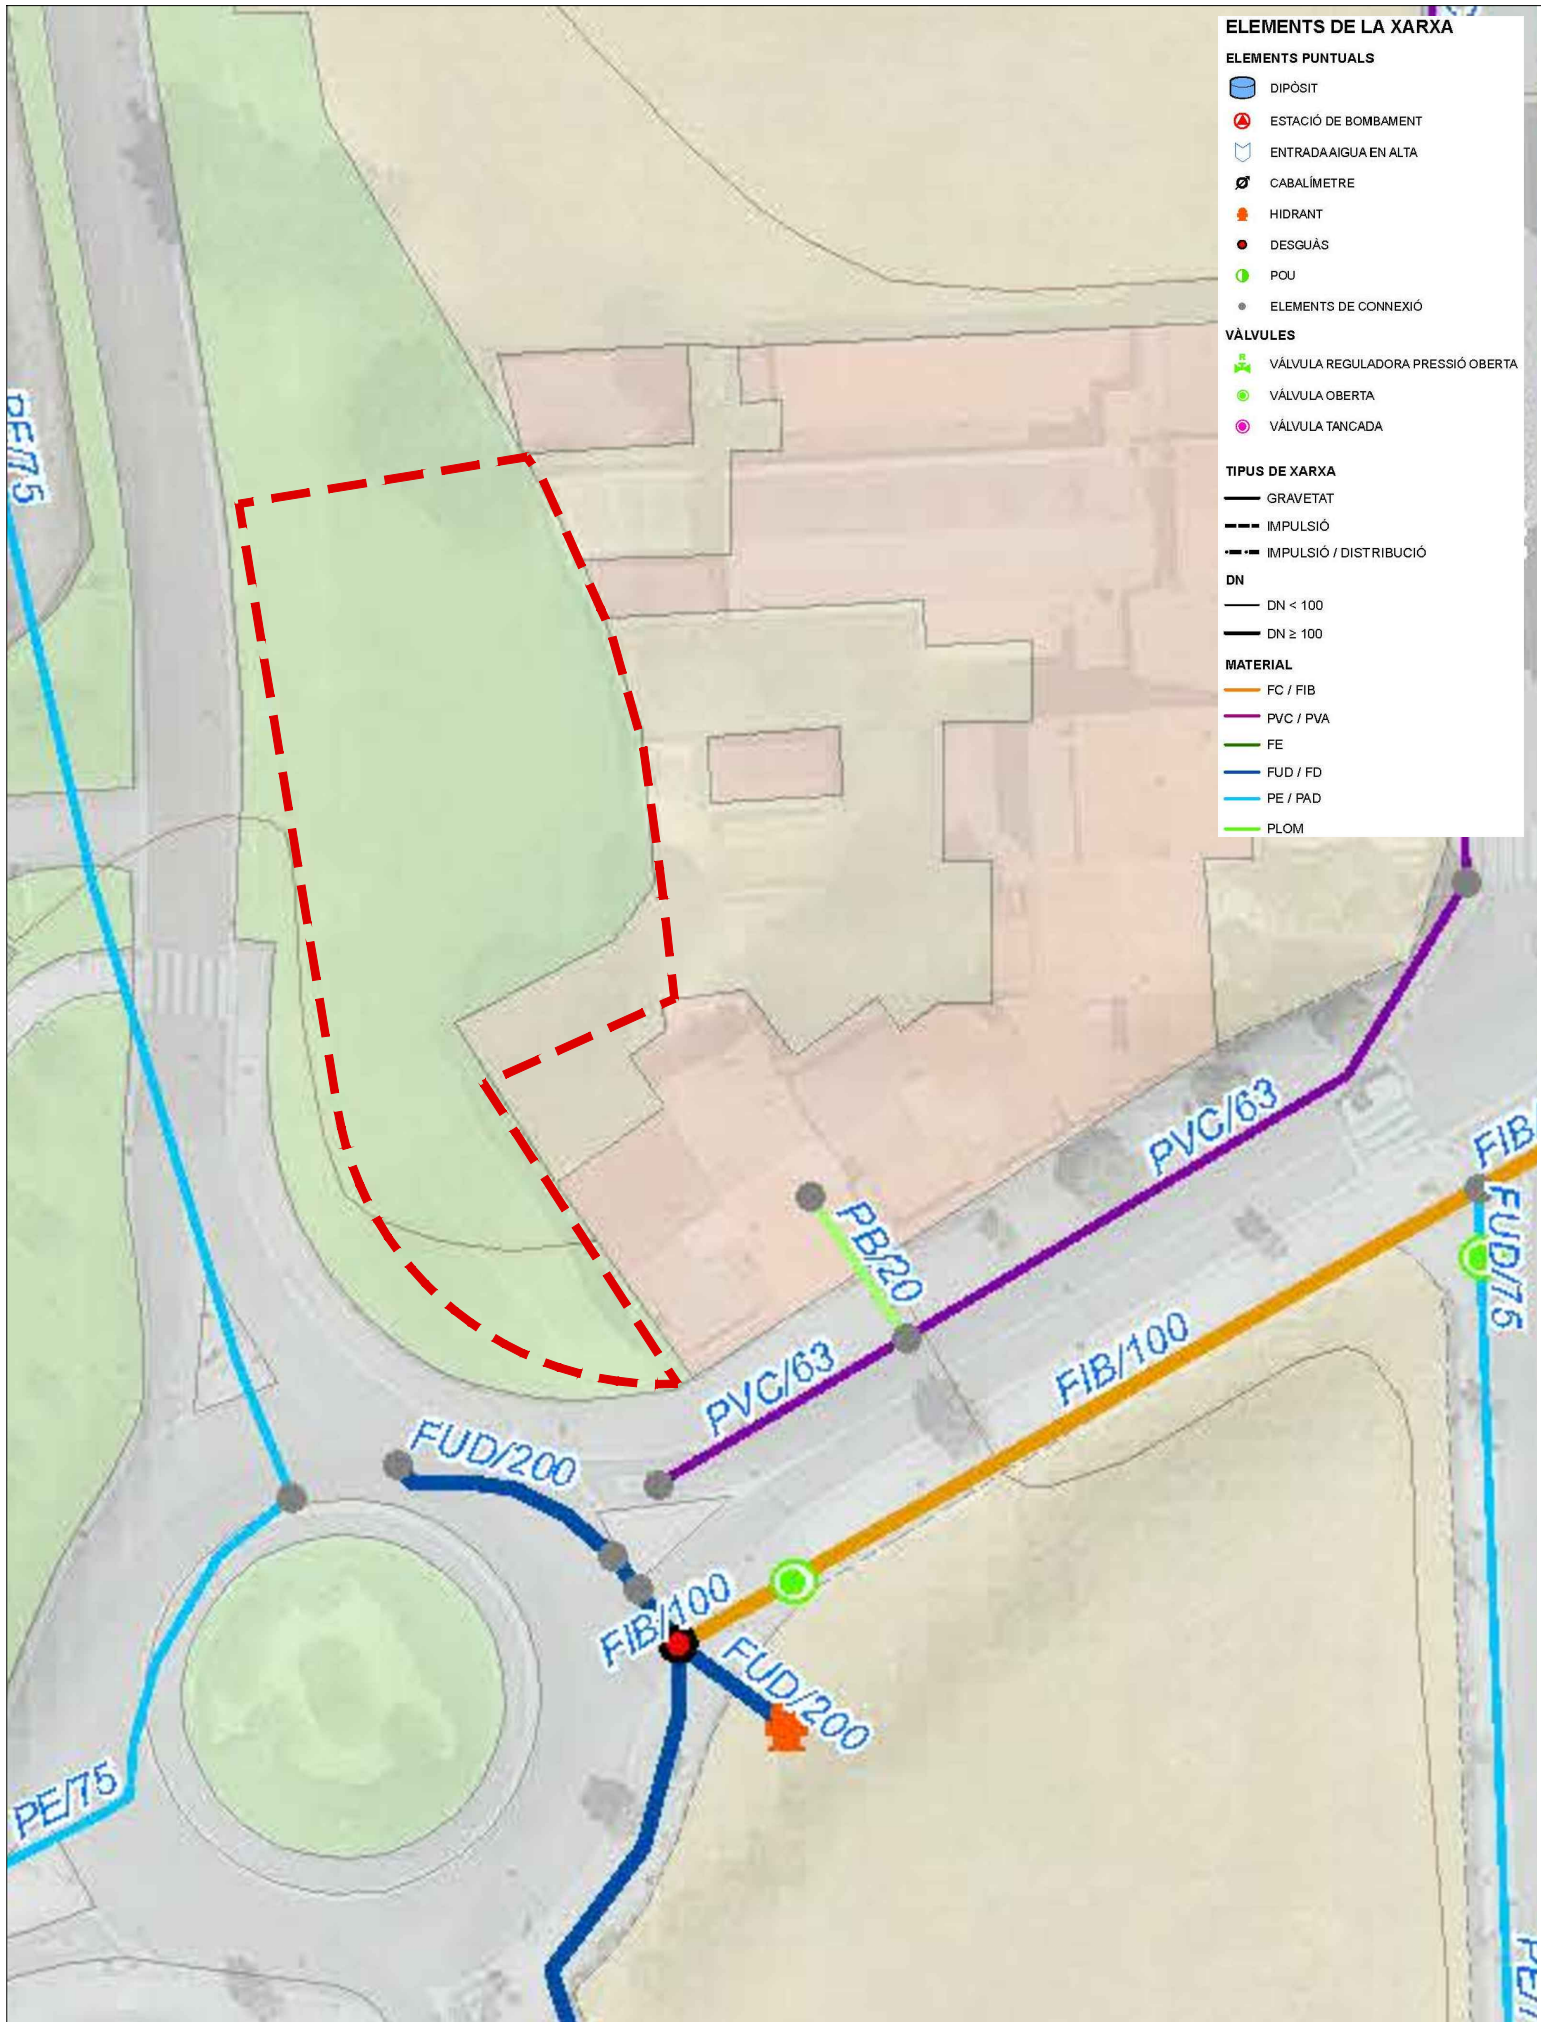 ELEMENTS DE LA XARXA
ELEMENTS PUNTUALS
DIPÒSIT
ESTACIÓ DE BOMBAMENT
ENTRADA AIGUA EN ALTA
CABALÍMETRE
HIDRANT
DESGUÀS
POU
ELEMENTS DE CONNEXIÓ
VÀLVULES
R
VÁLVULA REGULADORA PRESSIÓ OBERTA
VÁLVULA OBERTA
VÁLVULA TANCADA
TIPUS DE XARXA
GRAVETAT
IMPULSIÓ
IMPULSIÓ / DISTRIBUCIÓ
DN
DN < 100
DN ≥ 100
MATERIAL
FC / FIB
PVC / PVA
FE
FUD / FD
PE / PAD
PLOM
PE/75
PVC/63
FIB
PB/20
FUD/75
FIB/100
PVC/63
FUD/200
FIB/100
FUD/200
PE/75